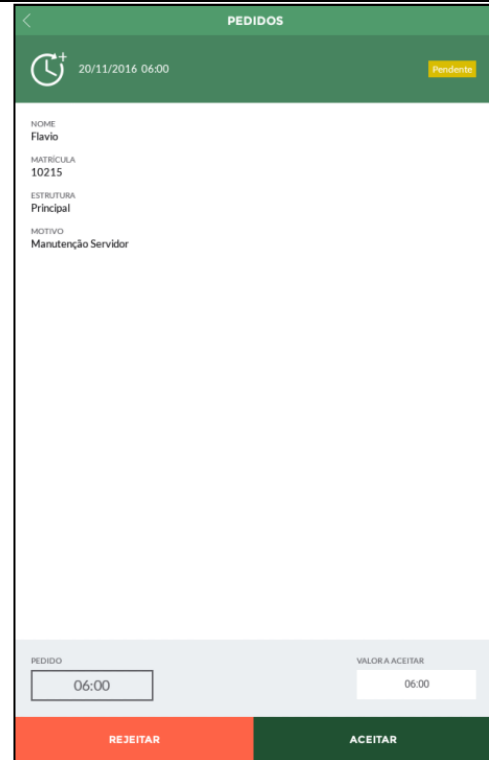 PEDIDOS
20/11/2016 06:00
Pendente
NOME
Flavio
MATRÍCULA
10215
ESTRUTURA
Principal
MOTIVO
Manutenção Servidor
PEDIDO
06:00
VALOR A ACEITAR
06:00
REJEITAR
ACEITAR